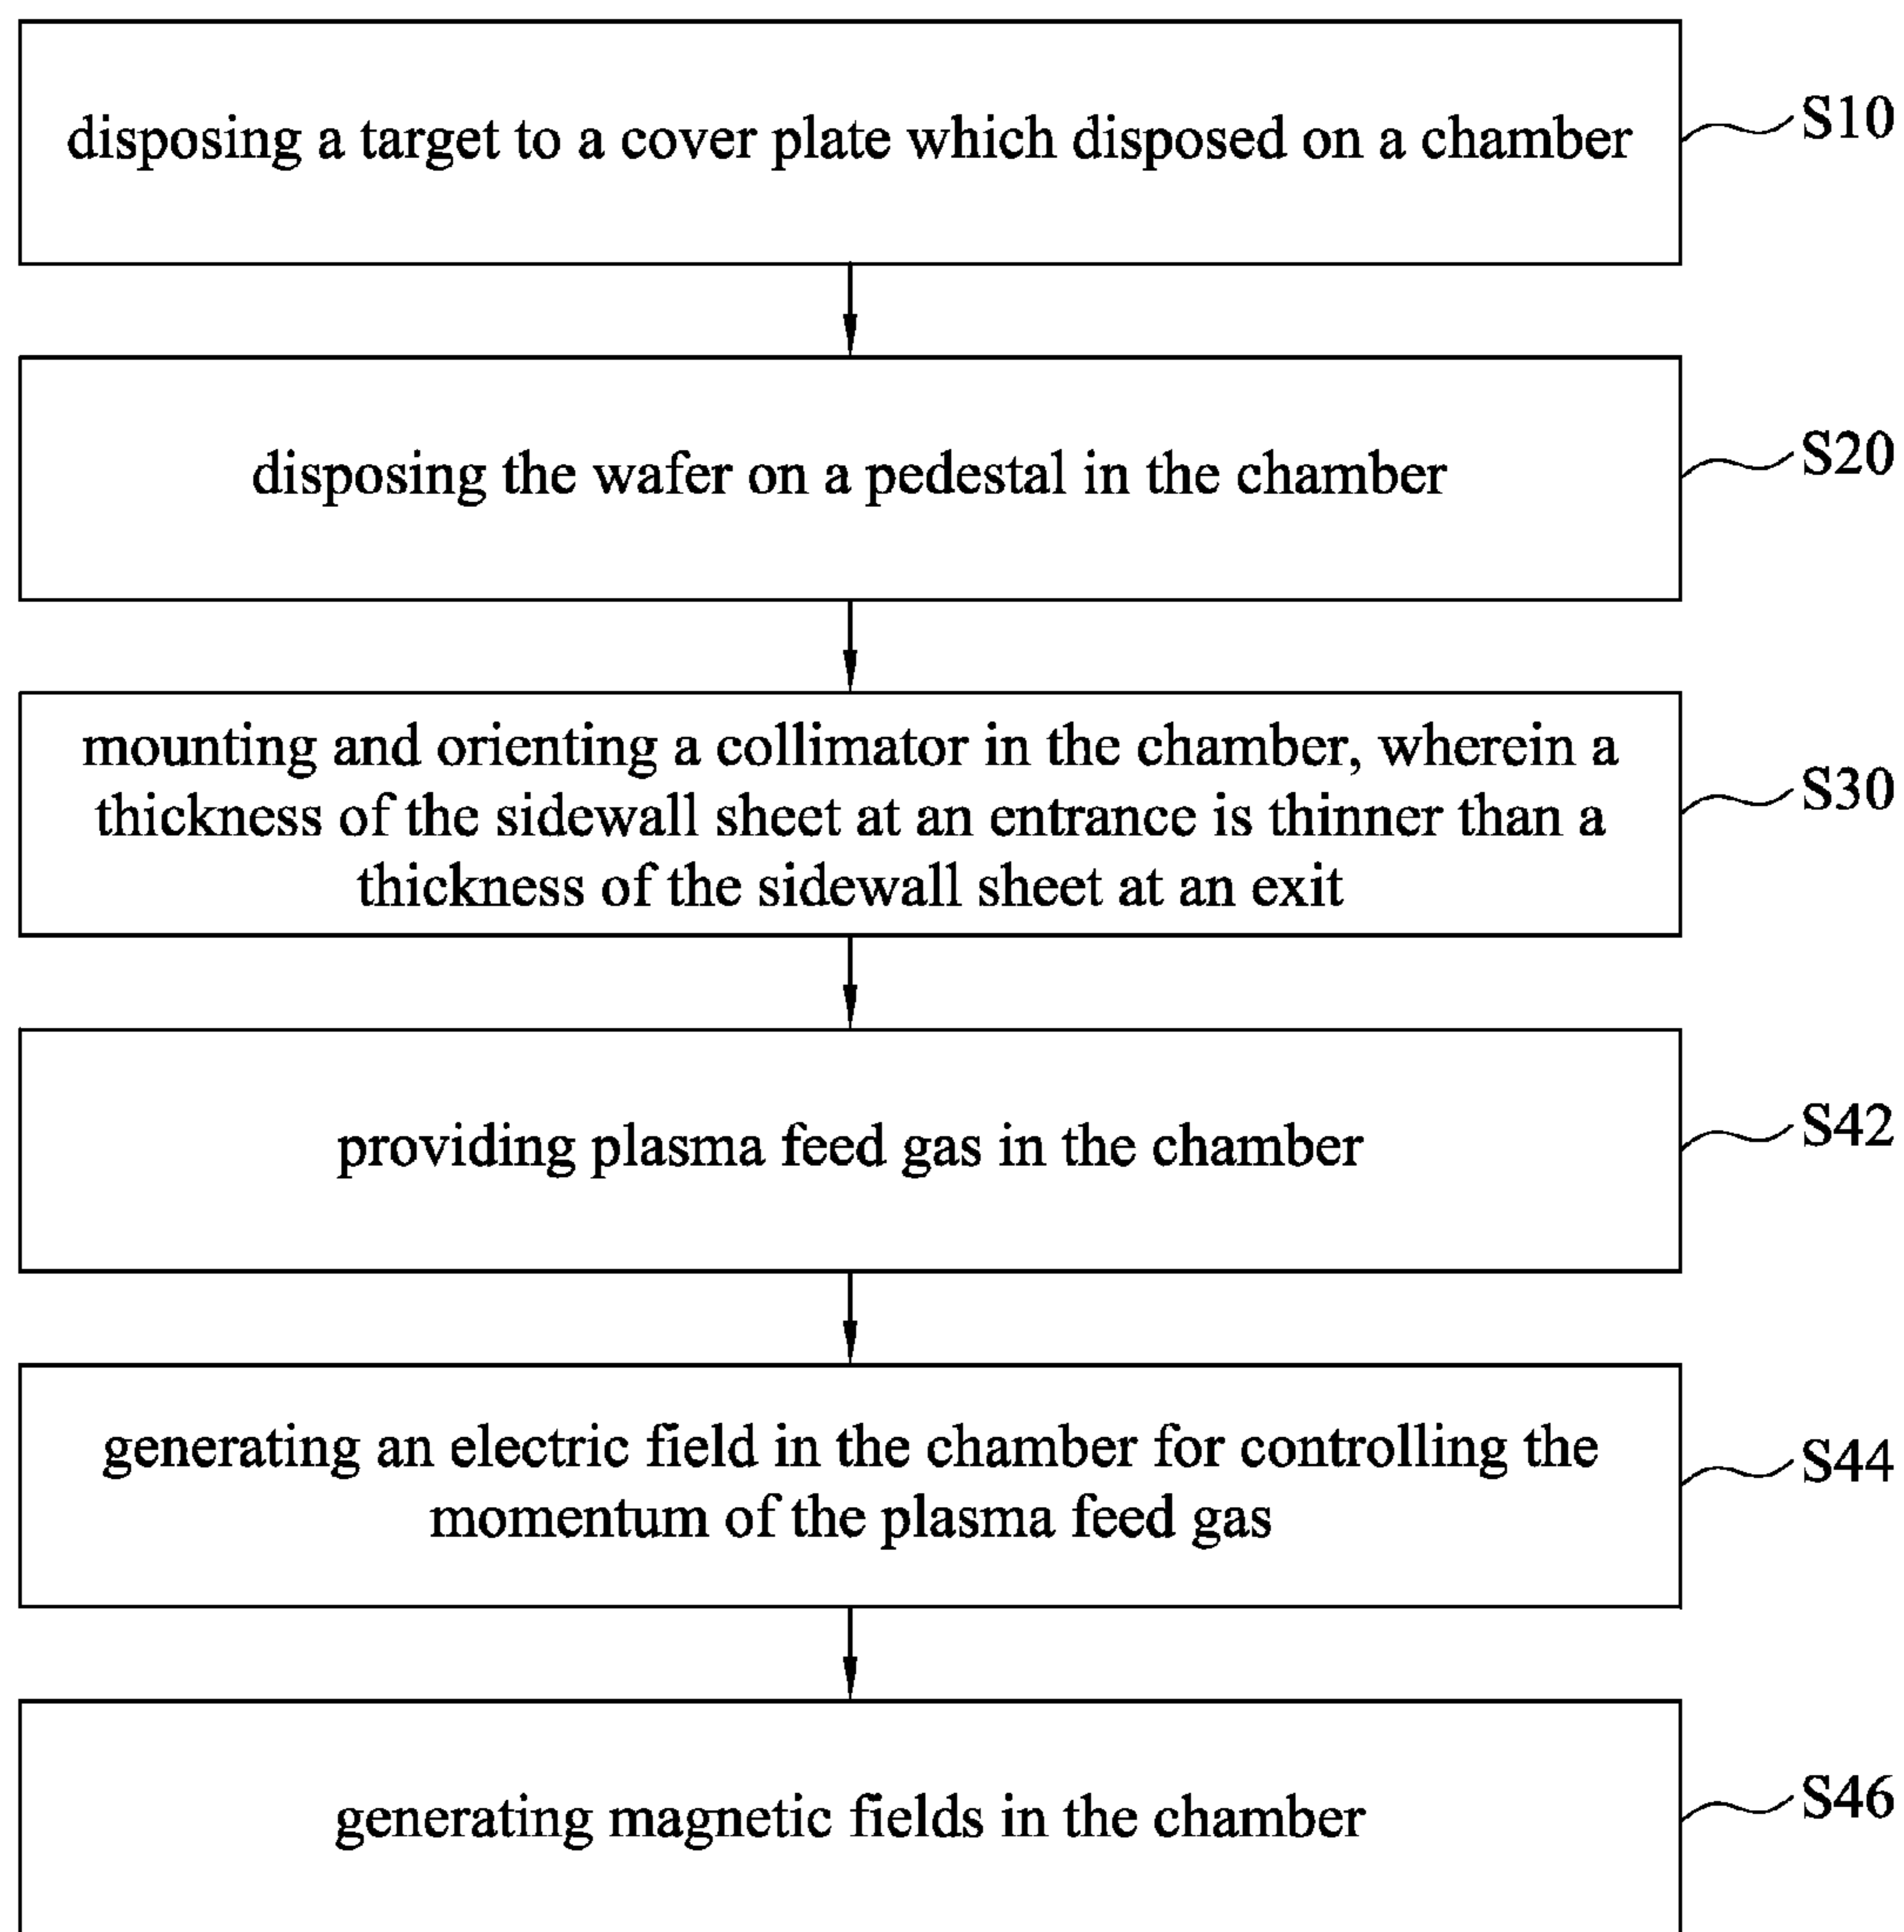 disposing a target to a cover plate which disposed on a chamber
S10
disposing the wafer on a pedestal in the chamber
S20
mounting and orienting a collimator in the chamber, wherein a
thickness of the sidewall sheet at an entrance is thinner than a
thickness of the sidewall sheet at an exit
S30
providing plasma feed gas in the chamber
S42
generating an electric field in the chamber for controlling the
momentum of the plasma feed gas
S44
generating magnetic fields in the chamber
S46